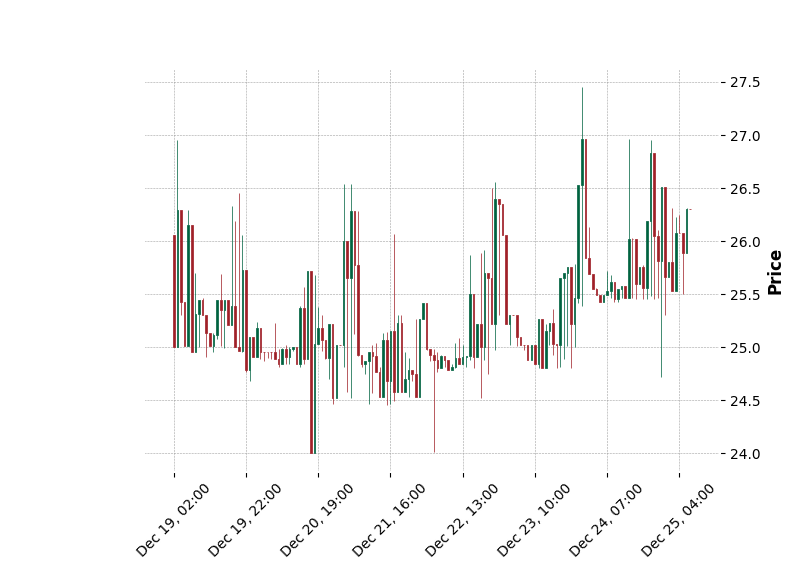 27.5
27.0
26.5
26.0
25.5
25.0
24.5
24.0
Price
Dec 19, 02:00
Dec 19, 22:00
Dec 20, 19:00
Dec 21, 16:00
Dec 22, 13:00
Dec 23, 10:00
Dec 24, 07:00
Dec 25, 04:00